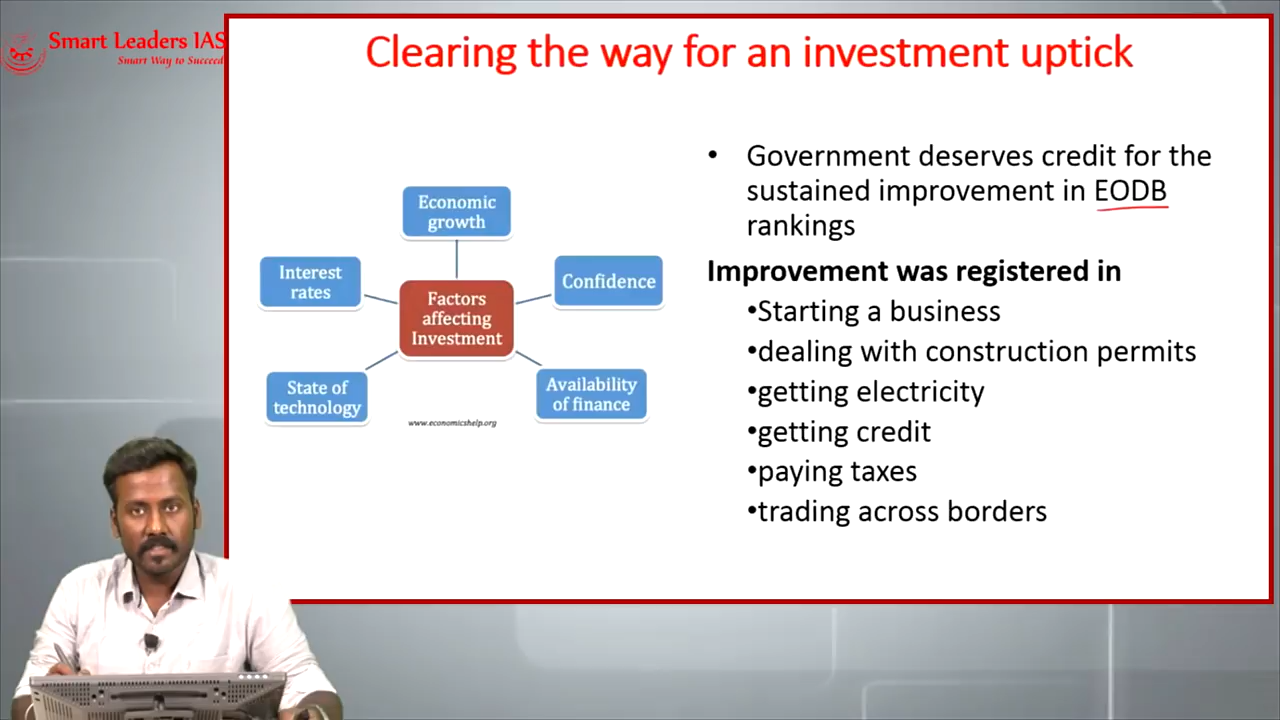 Smart Leaders IAS
Smart Way to Succeed
Clearing the way for an investment uptick
Economic
growth
Interest
rates
Confidence
Factors
affecting
Investment
State of
technology
Availability
of finance
www.economicshelp.org
• Government deserves credit for the
sustained improvement in EODB
rankings
Improvement was registered in
•Starting a business
•dealing with construction permits
•getting electricity
•getting credit
•paying taxes
•trading across borders